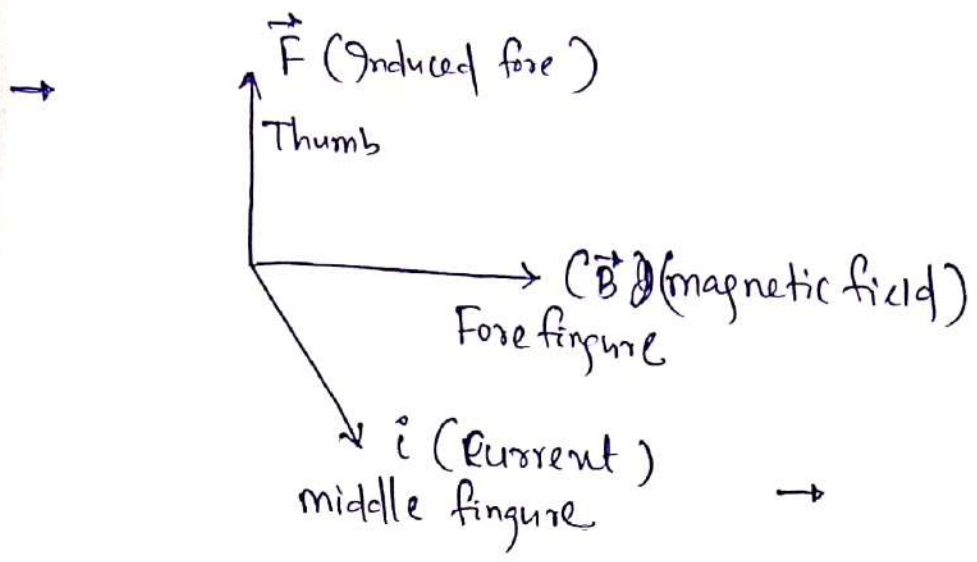 → F⃗ (Induced fore)
Thumb
(B⃗) (magnetic field)
Fore fingure
i (Current)
middle fingure →